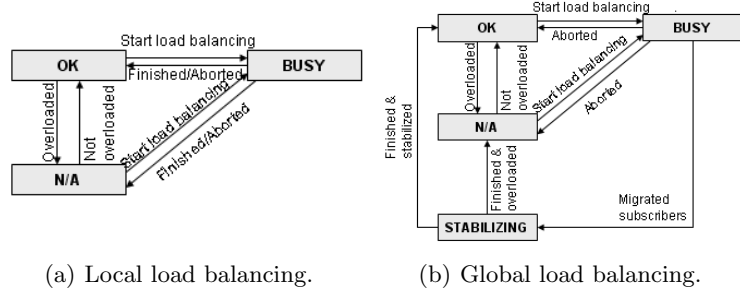 Start load balancing
OK
BUSY
Finished/Aborted
Overloaded
Not
overloaded
Start load balancing
Finished/Aborted
N/A
(a) Local load balancing.
Start load balancing
OK
BUSY
Aborted
Overloaded
Not
overloaded
Start load balancing
Aborted
N/A
Finished &
stabilized
Finished &
overloaded
Migrated
subscribers
STABILIZING
(b) Global load balancing.